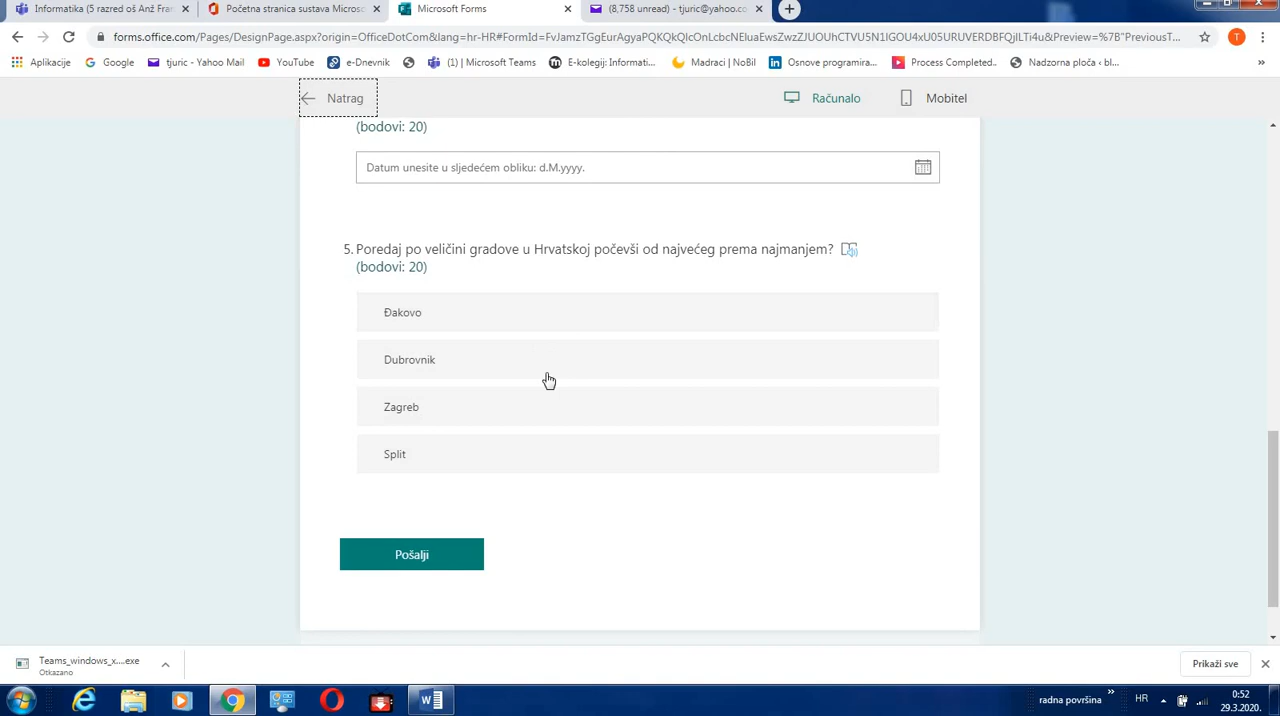 Informatika (5 razred oš Anž Fran
Početna stranica sustava Microso
Microsoft Forms
(8,758 unread) - tjuric@yahoo.co
forms.office.com/Pages/DesignPage.aspx?origin=OfficeDotCom&lang=hr-HR#FormId=
Aplikacije
Google
tjuric - Yahoo Mail
YouTube
e-Dnevnik
(1) | Microsoft Teams
E-kolegij: Informati...
Madraci | NoBil
Osnove programira...
Process Completed..
Nadzorna ploča ‹ bl...
Natrag
Računalo
Mobitel
(bodovi: 20)
Datum unesite u sljedećem obliku: d.M.yyyy.
5. Poredaj po veličini gradove u Hrvatskoj počevši od najvećeg prema najmanjem?
(bodovi: 20)
Đakovo
Dubrovnik
Zagreb
Split
Pošalji
Teams_windows_x....exe
Otkazano
Prikaži sve
radna površina
HR
0:52
29.3.2020.